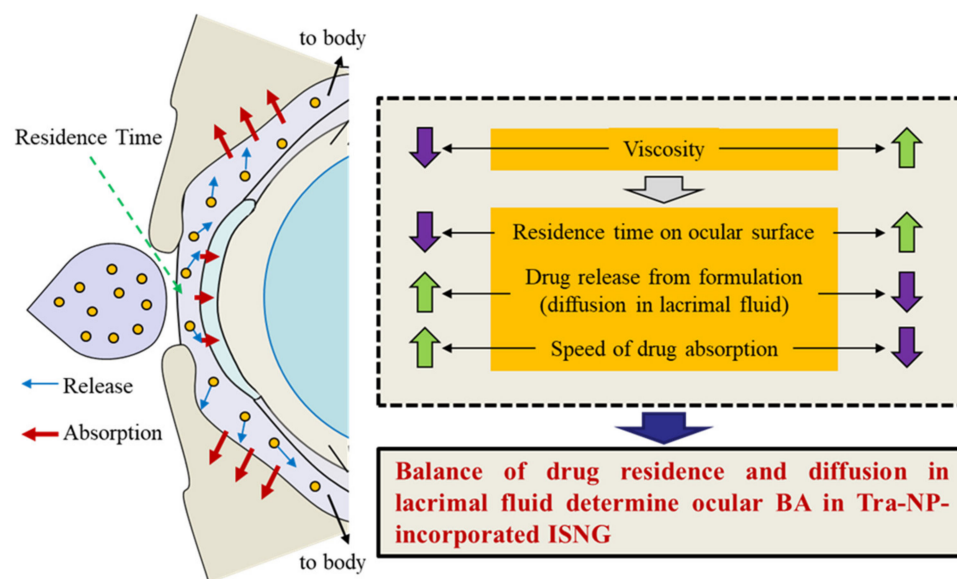 to body
Residence Time
Release
Absorption
to body
Viscosity
Residence time on ocular surface
Drug release from formulation
(diffusion in lacrimal fluid)
Speed of drug absorption
Balance of drug residence and diffusion in
lacrimal fluid determine ocular BA in Tra-NP-
incorporated ISNG